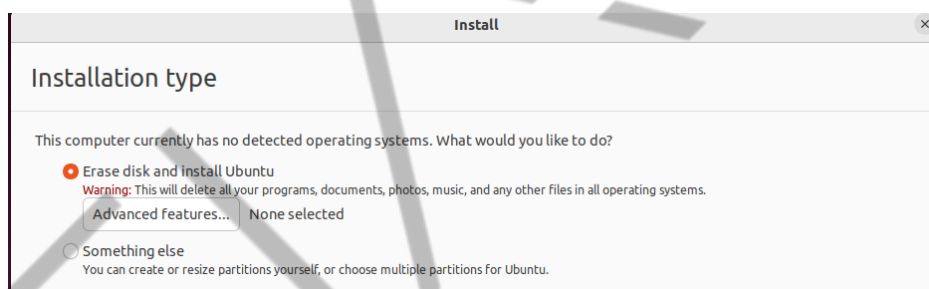 Install
Installation type
This computer currently has no detected operating systems. What would you like to do?
Erase disk and install Ubuntu
Warning: This will delete all your programs, documents, photos, music, and any other files in all operating systems.
Advanced features... None selected
Something else
You can create or resize partitions yourself, or choose multiple partitions for Ubuntu.